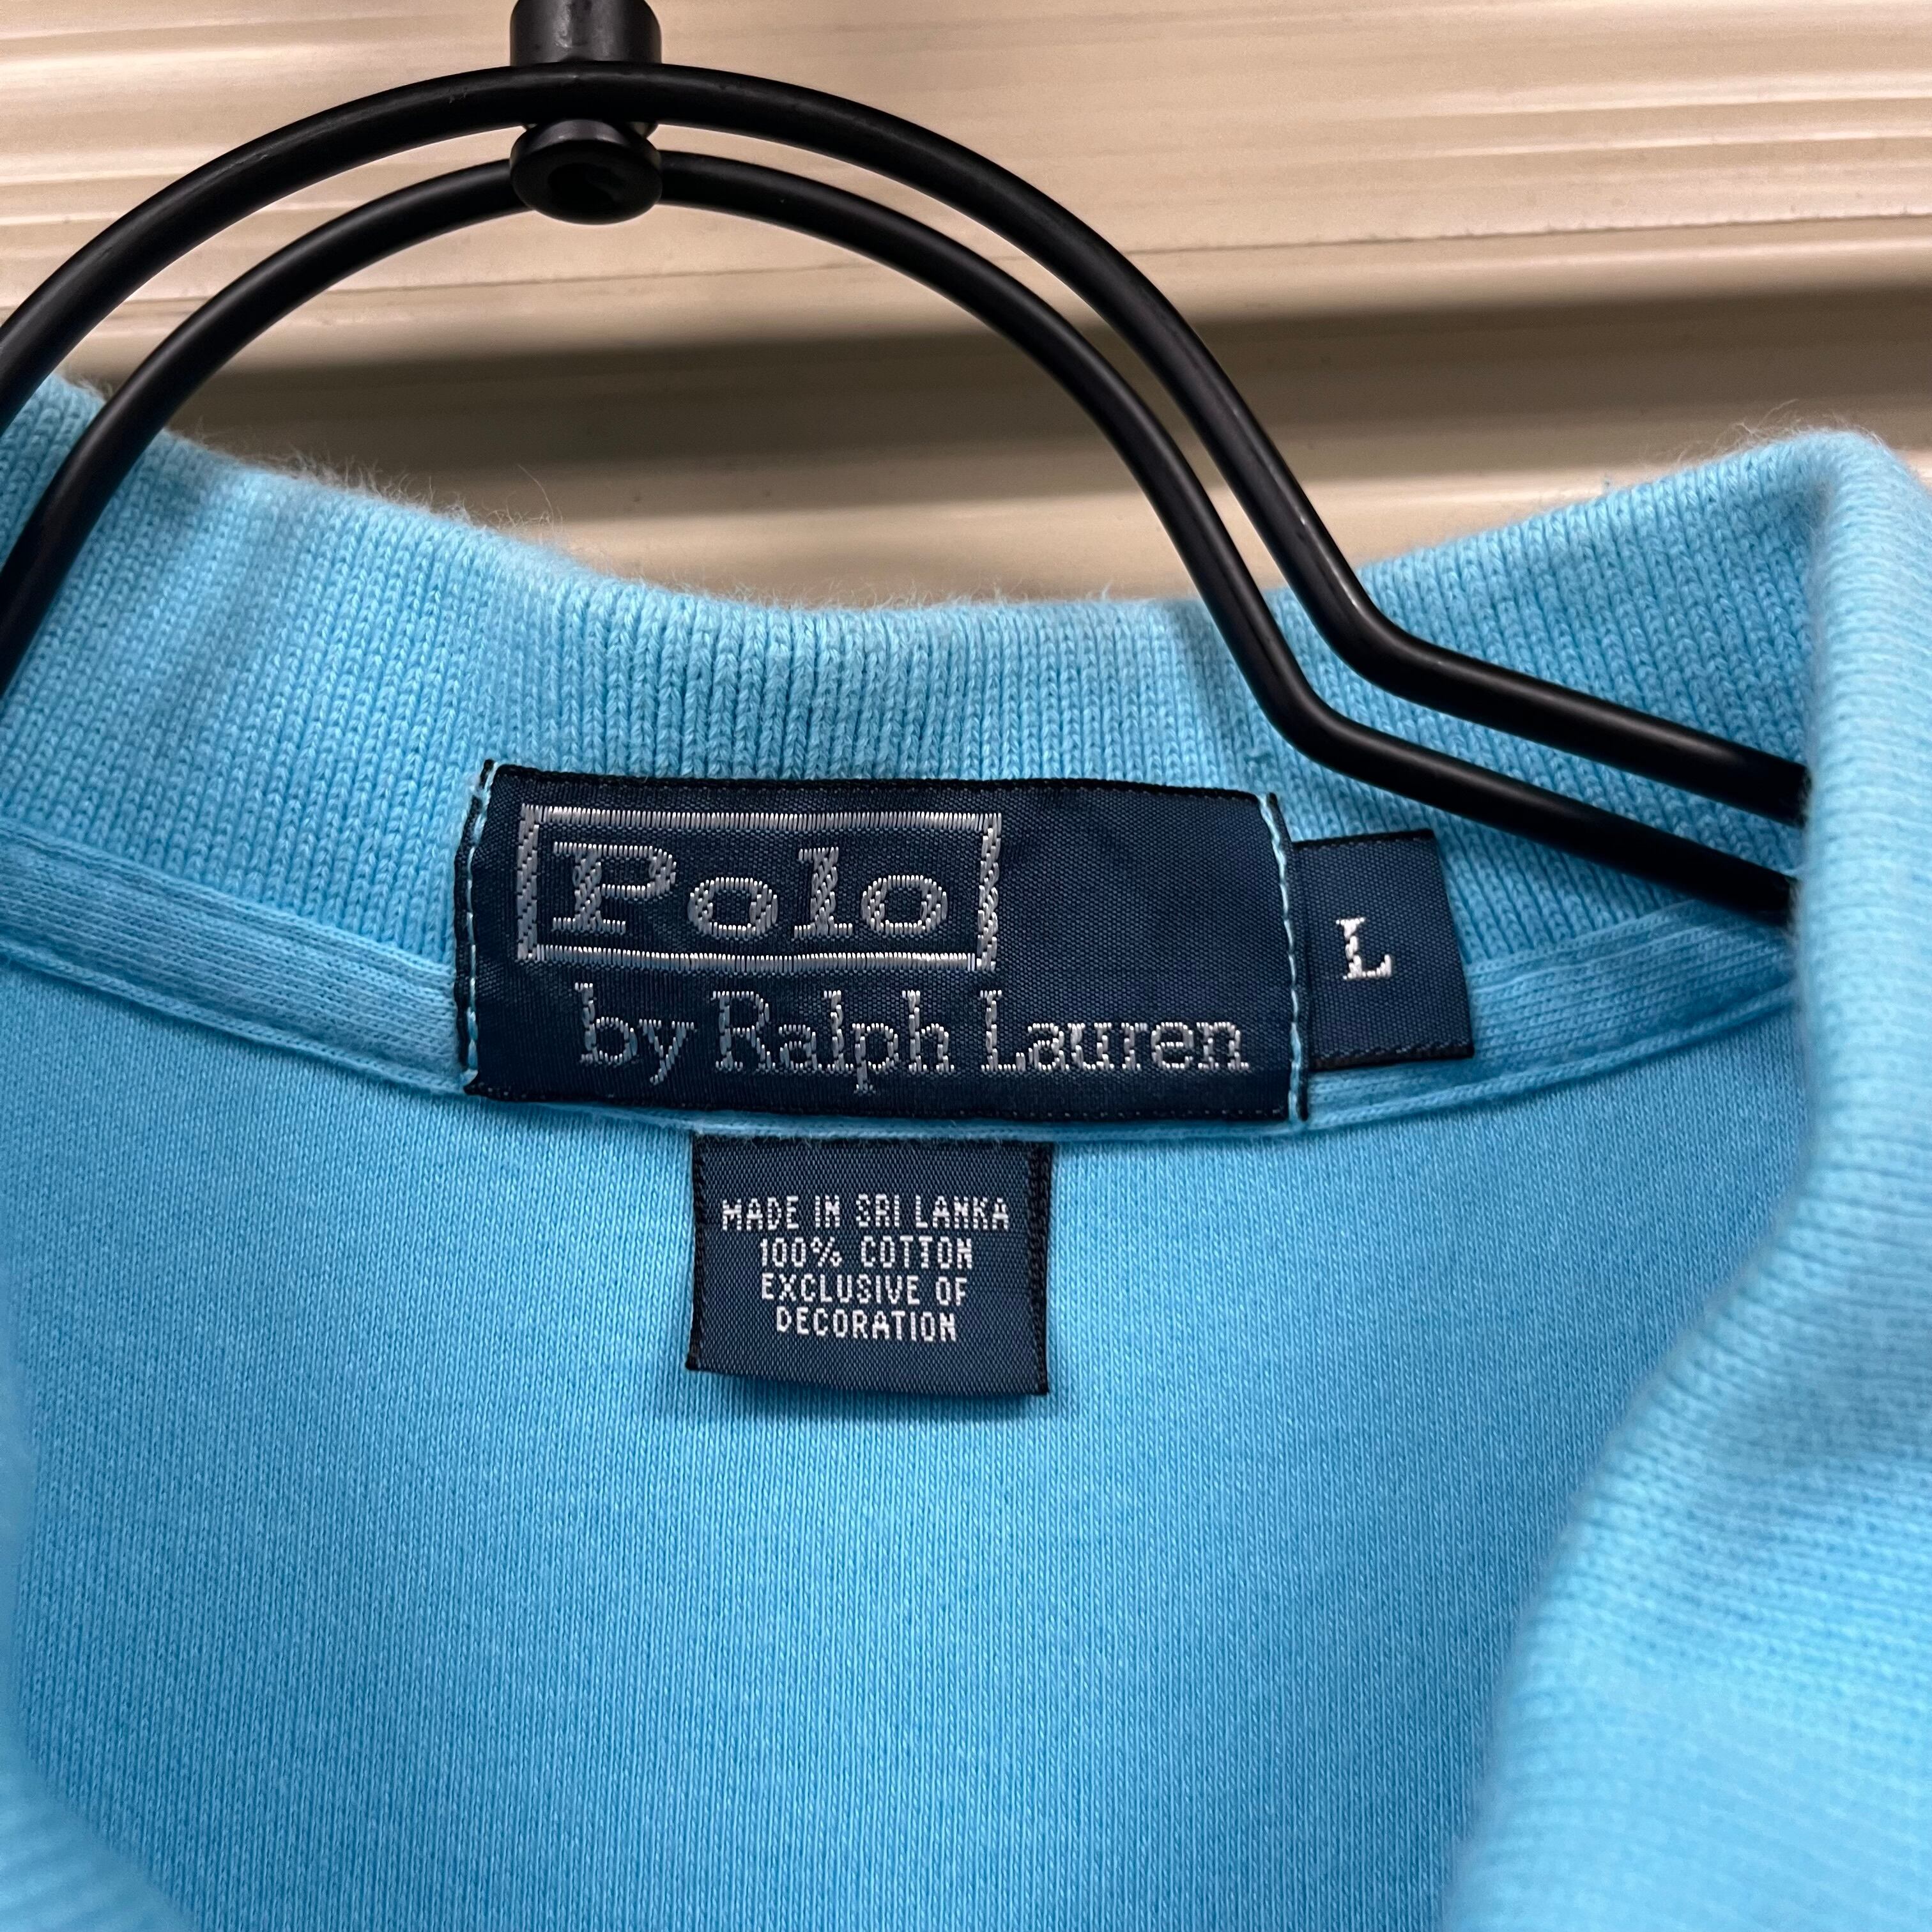 Polo
by Ralph Lauren
L
MADE IN SRI LANKA
100% COTTON
EXCLUSIVE OF
DECORATION